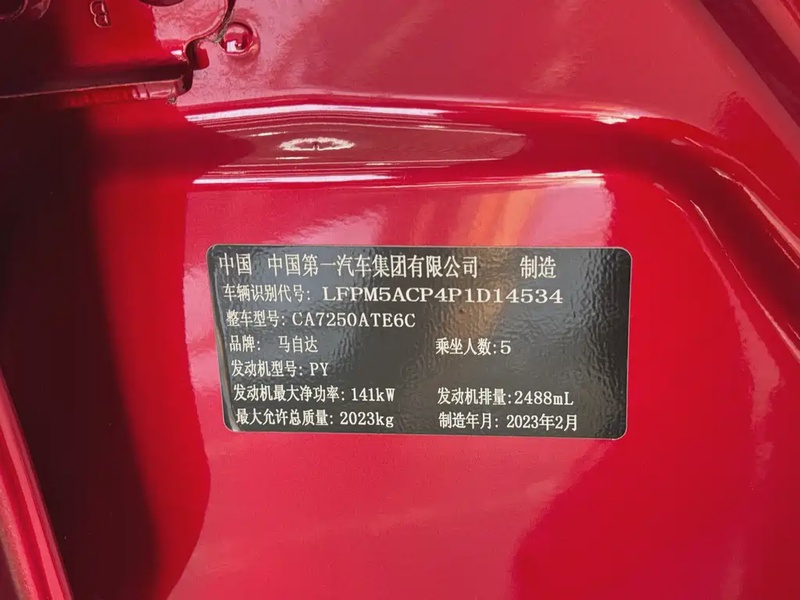 B
中国 中国第一汽车集团有限公司 制造
车辆识别代号: LFPM5ACP4P1D14534
整车型号: CA7250ATE6C
品牌: 马自达 乘坐人数: 5
发动机型号: PY
发动机最大净功率: 141kW 发动机排量: 2488mL
最大允许总质量: 2023kg 制造年月: 2023年2月